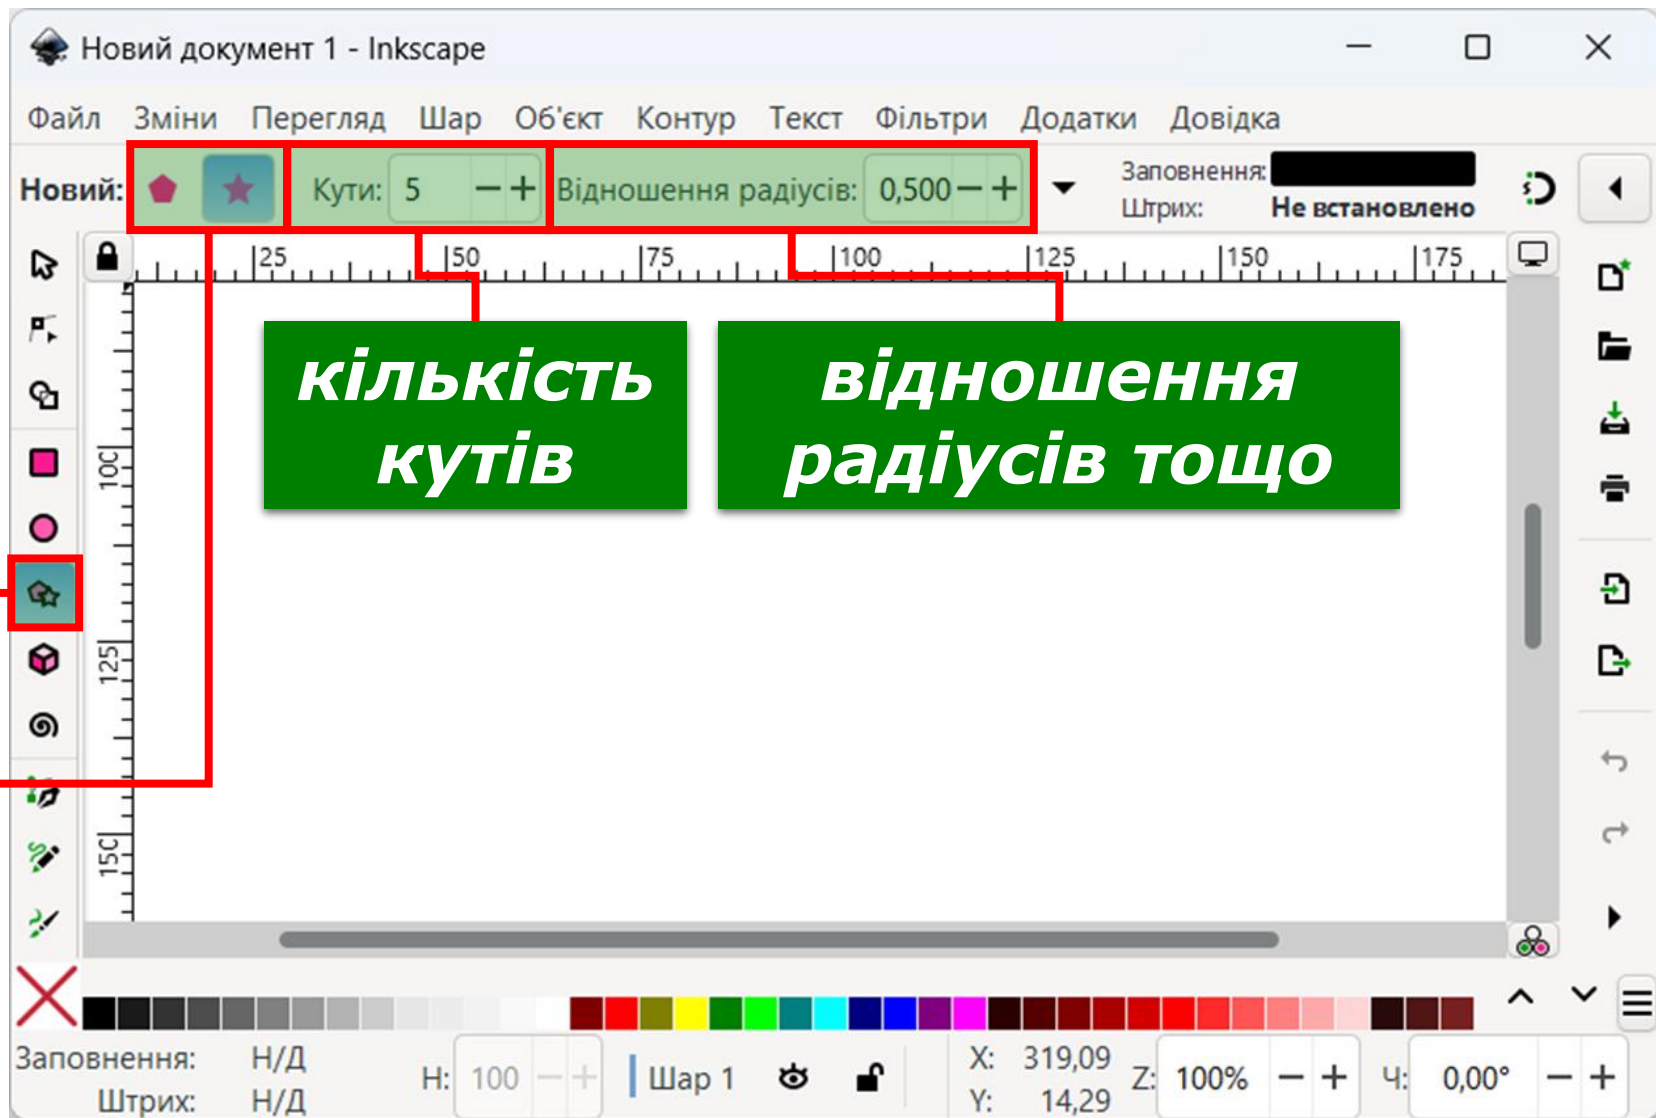 Новий документ 1 - Inkscape
Файл Зміни Перегляд Шар Об'єкт Контур Текст Фільтри Додатки Довідка
Новий: Кути: 5 Відношення радіусів: 0,500 Заповнення:
Штрих: Не встановлено
25 50 75 100 125 150 175
кількість
кутів
відношення
радіусів тощо
100
125
150
Заповнення: Н/Д
Штрих: Н/Д
Н: 100 Шар 1 X: 319,09 Z: 100% Ч: 0,00°
Y: 14,29